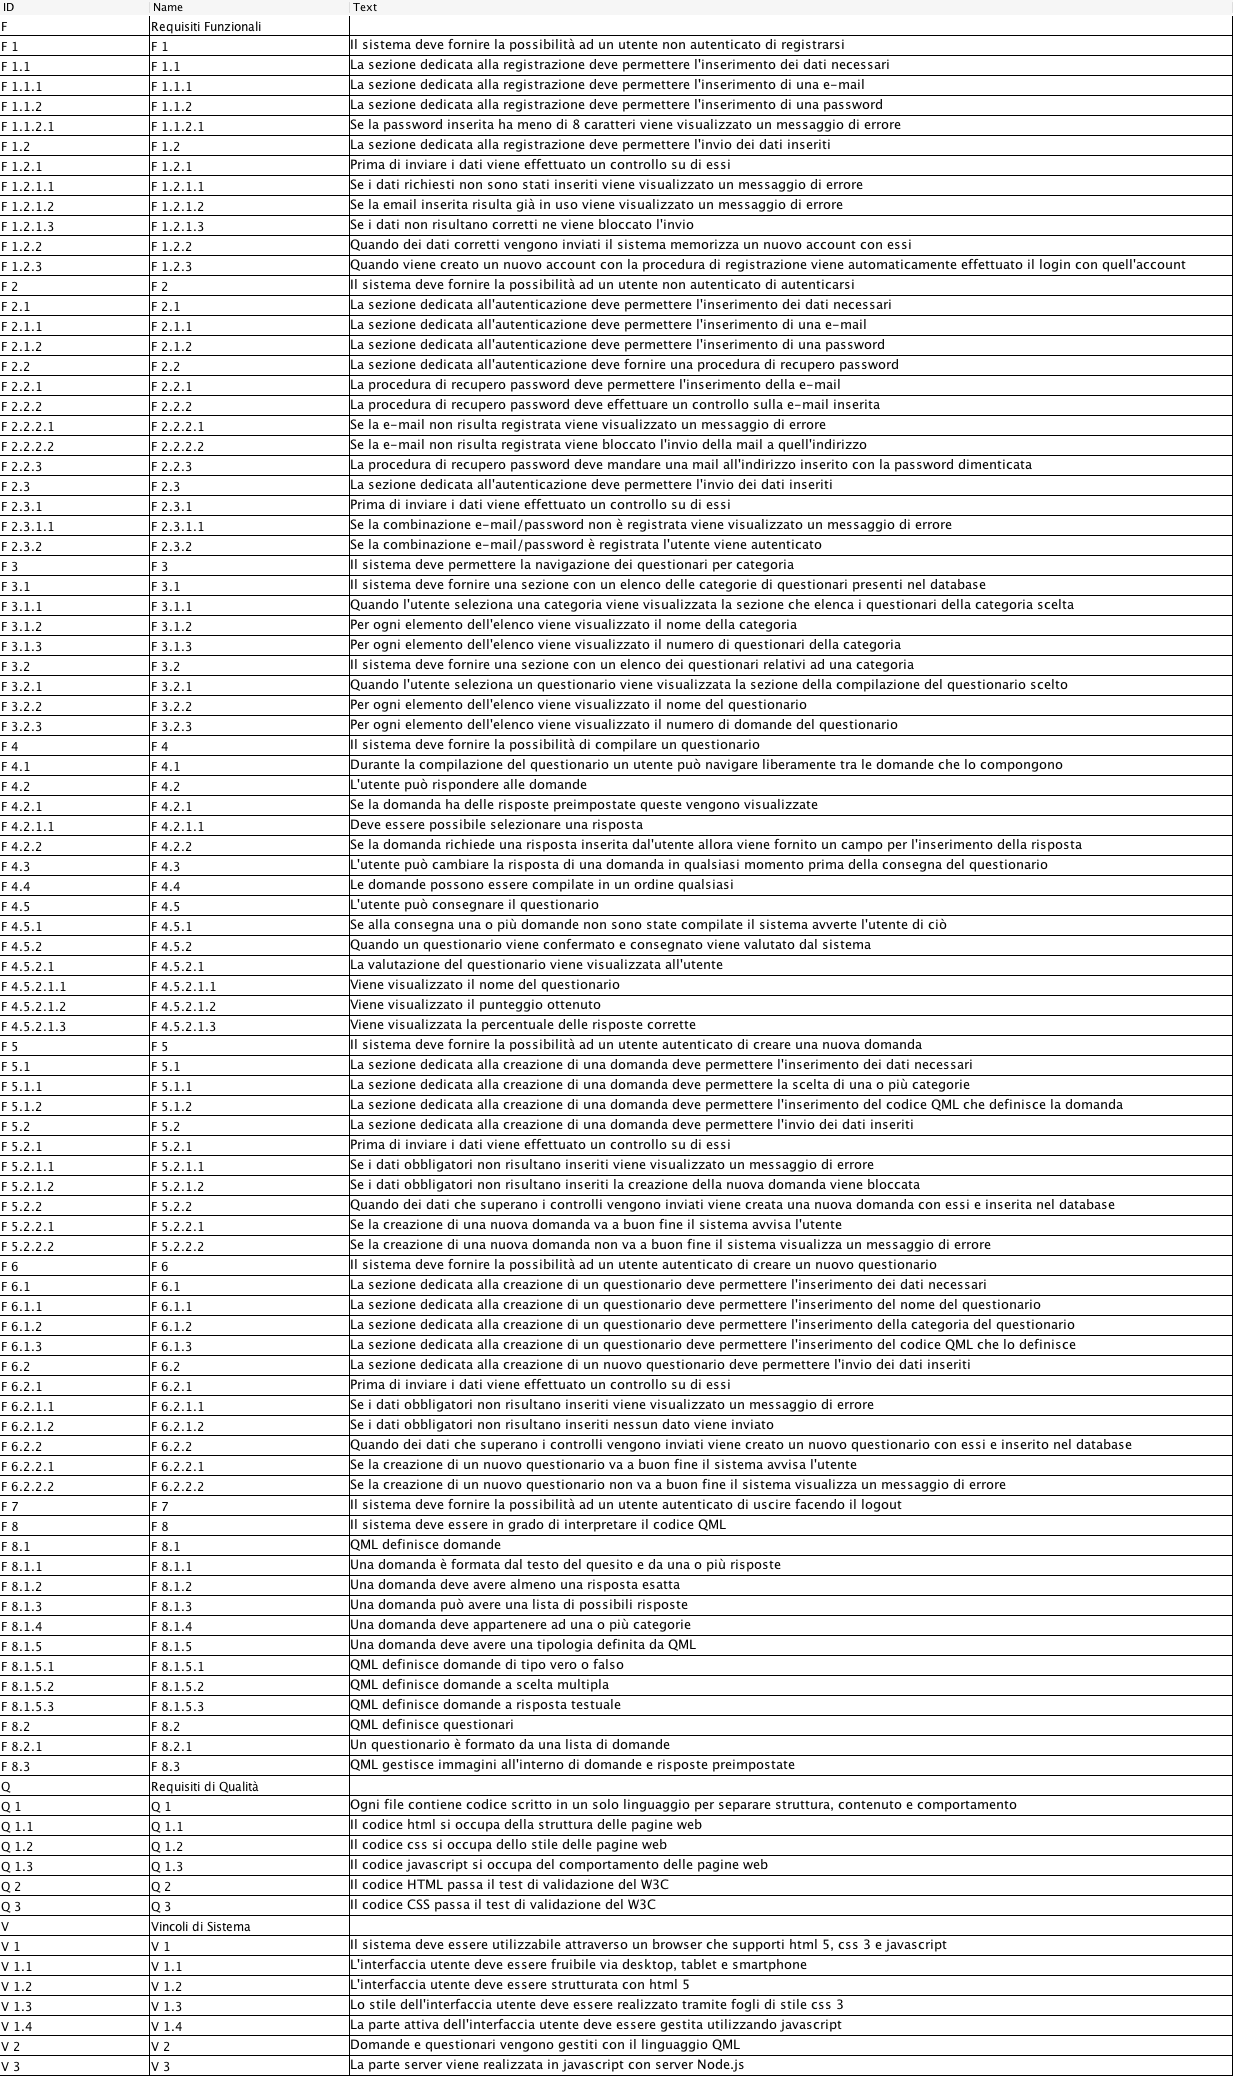 ID Name Text
F Requisiti Funzionali
F 1 F 1 Il sistema deve fornire la possibilità ad un utente non autenticato di registrarsi
F 1.1 F 1.1 La sezione dedicata alla registrazione deve permettere l'inserimento dei dati necessari
F 1.1.1 F 1.1.1 La sezione dedicata alla registrazione deve permettere l'inserimento di una e-mail
F 1.1.2 F 1.1.2 La sezione dedicata alla registrazione deve permettere l'inserimento di una password
F 1.1.2.1 F 1.1.2.1 Se la password inserita ha meno di 8 caratteri viene visualizzato un messaggio di errore
F 1.2 F 1.2 La sezione dedicata alla registrazione deve permettere l'invio dei dati inseriti
F 1.2.1 F 1.2.1 Prima di inviare i dati viene effettuato un controllo su di essi
F 1.2.1.1 F 1.2.1.1 Se i dati richiesti non sono stati inseriti viene visualizzato un messaggio di errore
F 1.2.1.2 F 1.2.1.2 Se la email inserita risulta già in uso viene visualizzato un messaggio di errore
F 1.2.1.3 F 1.2.1.3 Se i dati non risultano corretti ne viene bloccato l'invio
F 1.2.2 F 1.2.2 Quando dei dati corretti vengono inviati il sistema memorizza un nuovo account con essi
F 1.2.3 F 1.2.3 Quando viene creato un nuovo account con la procedura di registrazione viene automaticamente effettuato il login con quell'account
F 2 F 2 Il sistema deve fornire la possibilità ad un utente non autenticato di autenticarsi
F 2.1 F 2.1 La sezione dedicata all'autenticazione deve permettere l'inserimento dei dati necessari
F 2.1.1 F 2.1.1 La sezione dedicata all'autenticazione deve permettere l'inserimento di una e-mail
F 2.1.2 F 2.1.2 La sezione dedicata all'autenticazione deve permettere l'inserimento di una password
F 2.2 F 2.2 La sezione dedicata all'autenticazione deve fornire una procedura di recupero password
F 2.2.1 F 2.2.1 La procedura di recupero password deve permettere l'inserimento della e-mail
F 2.2.2 F 2.2.2 La procedura di recupero password deve effettuare un controllo sulla e-mail inserita
F 2.2.2.1 F 2.2.2.1 Se la e-mail non risulta registrata viene visualizzato un messaggio di errore
F 2.2.2.2 F 2.2.2.2 Se la e-mail non risulta registrata viene bloccato l'invio della mail a quell'indirizzo
F 2.2.3 F 2.2.3 La procedura di recupero password deve mandare una mail all'indirizzo inserito con la password dimenticata
F 2.3 F 2.3 La sezione dedicata all'autenticazione deve permettere l'invio dei dati inseriti
F 2.3.1 F 2.3.1 Prima di inviare i dati viene effettuato un controllo su di essi
F 2.3.1.1 F 2.3.1.1 Se la combinazione e-mail/password non è registrata viene visualizzato un messaggio di errore
F 2.3.2 F 2.3.2 Se la combinazione e-mail/password è registrata l'utente viene autenticato
F 3 F 3 Il sistema deve permettere la navigazione dei questionari per categoria
F 3.1 F 3.1 Il sistema deve fornire una sezione con un elenco delle categorie di questionari presenti nel database
F 3.1.1 F 3.1.1 Quando l'utente seleziona una categoria viene visualizzata la sezione che elenca i questionari della categoria scelta
F 3.1.2 F 3.1.2 Per ogni elemento dell'elenco viene visualizzato il nome della categoria
F 3.1.3 F 3.1.3 Per ogni elemento dell'elenco viene visualizzato il numero di questionari della categoria
F 3.2 F 3.2 Il sistema deve fornire una sezione con un elenco dei questionari relativi ad una categoria
F 3.2.1 F 3.2.1 Quando l'utente seleziona un questionario viene visualizzata la sezione della compilazione del questionario scelto
F 3.2.2 F 3.2.2 Per ogni elemento dell'elenco viene visualizzato il nome del questionario
F 3.2.3 F 3.2.3 Per ogni elemento dell'elenco viene visualizzato il numero di domande del questionario
F 4 F 4 Il sistema deve fornire la possibilità di compilare un questionario
F 4.1 F 4.1 Durante la compilazione del questionario un utente può navigare liberamente tra le domande che lo compongono
F 4.2 F 4.2 L'utente può rispondere alle domande
F 4.2.1 F 4.2.1 Se la domanda ha delle risposte preimpostate queste vengono visualizzate
F 4.2.1.1 F 4.2.1.1 Deve essere possibile selezionare una risposta
F 4.2.2 F 4.2.2 Se la domanda richiede una risposta inserita dal'utente allora viene fornito un campo per l'inserimento della risposta
F 4.3 F 4.3 L'utente può cambiare la risposta di una domanda in qualsiasi momento prima della consegna del questionario
F 4.4 F 4.4 Le domande possono essere compilate in un ordine qualsiasi
F 4.5 F 4.5 L'utente può consegnare il questionario
F 4.5.1 F 4.5.1 Se alla consegna una o più domande non sono state compilate il sistema avverte l'utente di ciò
F 4.5.2 F 4.5.2 Quando un questionario viene confermato e consegnato viene valutato dal sistema
F 4.5.2.1 F 4.5.2.1 La valutazione del questionario viene visualizzata all'utente
F 4.5.2.1.1 F 4.5.2.1.1 Viene visualizzato il nome del questionario
F 4.5.2.1.2 F 4.5.2.1.2 Viene visualizzato il punteggio ottenuto
F 4.5.2.1.3 F 4.5.2.1.3 Viene visualizzata la percentuale delle risposte corrette
F 5 F 5 Il sistema deve fornire la possibilità ad un utente autenticato di creare una nuova domanda
F 5.1 F 5.1 La sezione dedicata alla creazione di una domanda deve permettere l'inserimento dei dati necessari
F 5.1.1 F 5.1.1 La sezione dedicata alla creazione di una domanda deve permettere la scelta di una o più categorie
F 5.1.2 F 5.1.2 La sezione dedicata alla creazione di una domanda deve permettere l'inserimento del codice QML che definisce la domanda
F 5.2 F 5.2 La sezione dedicata alla creazione di una domanda deve permettere l'invio dei dati inseriti
F 5.2.1 F 5.2.1 Prima di inviare i dati viene effettuato un controllo su di essi
F 5.2.1.1 F 5.2.1.1 Se i dati obbligatori non risultano inseriti viene visualizzato un messaggio di errore
F 5.2.1.2 F 5.2.1.2 Se i dati obbligatori non risultano inseriti la creazione della nuova domanda viene bloccata
F 5.2.2 F 5.2.2 Quando dei dati che superano i controlli vengono inviati viene creata una nuova domanda con essi e inserita nel database
F 5.2.2.1 F 5.2.2.1 Se la creazione di una nuova domanda va a buon fine il sistema avvisa l'utente
F 5.2.2.2 F 5.2.2.2 Se la creazione di una nuova domanda non va a buon fine il sistema visualizza un messaggio di errore
F 6 F 6 Il sistema deve fornire la possibilità ad un utente autenticato di creare un nuovo questionario
F 6.1 F 6.1 La sezione dedicata alla creazione di un questionario deve permettere l'inserimento dei dati necessari
F 6.1.1 F 6.1.1 La sezione dedicata alla creazione di un questionario deve permettere l'inserimento del nome del questionario
F 6.1.2 F 6.1.2 La sezione dedicata alla creazione di un questionario deve permettere l'inserimento della categoria del questionario
F 6.1.3 F 6.1.3 La sezione dedicata alla creazione di un questionario deve permettere l'inserimento del codice QML che lo definisce
F 6.2 F 6.2 La sezione dedicata alla creazione di un nuovo questionario deve permettere l'invio dei dati inseriti
F 6.2.1 F 6.2.1 Prima di inviare i dati viene effettuato un controllo su di essi
F 6.2.1.1 F 6.2.1.1 Se i dati obbligatori non risultano inseriti viene visualizzato un messaggio di errore
F 6.2.1.2 F 6.2.1.2 Se i dati obbligatori non risultano inseriti nessun dato viene inviato
F 6.2.2 F 6.2.2 Quando dei dati che superano i controlli vengono inviati viene creato un nuovo questionario con essi e inserito nel database
F 6.2.2.1 F 6.2.2.1 Se la creazione di un nuovo questionario va a buon fine il sistema avvisa l'utente
F 6.2.2.2 F 6.2.2.2 Se la creazione di un nuovo questionario non va a buon fine il sistema visualizza un messaggio di errore
F 7 F 7 Il sistema deve fornire la possibilità ad un utente autenticato di uscire facendo il logout
F 8 F 8 Il sistema deve essere in grado di interpretare il codice QML
F 8.1 F 8.1 QML definisce domande
F 8.1.1 F 8.1.1 Una domanda è formata dal testo del quesito e da una o più risposte
F 8.1.2 F 8.1.2 Una domanda deve avere almeno una risposta esatta
F 8.1.3 F 8.1.3 Una domanda può avere una lista di possibili risposte
F 8.1.4 F 8.1.4 Una domanda deve appartenere ad una o più categorie
F 8.1.5 F 8.1.5 Una domanda deve avere una tipologia definita da QML
F 8.1.5.1 F 8.1.5.1 QML definisce domande di tipo vero o falso
F 8.1.5.2 F 8.1.5.2 QML definisce domande a scelta multipla
F 8.1.5.3 F 8.1.5.3 QML definisce domande a risposta testuale
F 8.2 F 8.2 QML definisce questionari
F 8.2.1 F 8.2.1 Un questionario è formato da una lista di domande
F 8.3 F 8.3 QML gestisce immagini all'interno di domande e risposte preimpostate
Q Requisiti di Qualità
Q 1 Q 1 Ogni file contiene codice scritto in un solo linguaggio per separare struttura, contenuto e comportamento
Q 1.1 Q 1.1 Il codice html si occupa della struttura delle pagine web
Q 1.2 Q 1.2 Il codice css si occupa dello stile delle pagine web
Q 1.3 Q 1.3 Il codice javascript si occupa del comportamento delle pagine web
Q 2 Q 2 Il codice HTML passa il test di validazione del W3C
Q 3 Q 3 Il codice CSS passa il test di validazione del W3C
V Vincoli di Sistema
V 1 V 1 Il sistema deve essere utilizzabile attraverso un browser che supporti html 5, css 3 e javascript
V 1.1 V 1.1 L'interfaccia utente deve essere fruibile via desktop, tablet e smartphone
V 1.2 V 1.2 L'interfaccia utente deve essere strutturata con html 5
V 1.3 V 1.3 Lo stile dell'interfaccia utente deve essere realizzato tramite fogli di stile css 3
V 1.4 V 1.4 La parte attiva dell'interfaccia utente deve essere gestita utilizzando javascript
V 2 V 2 Domande e questionari vengono gestiti con il linguaggio QML
V 3 V 3 La parte server viene realizzata in javascript con server Node.js